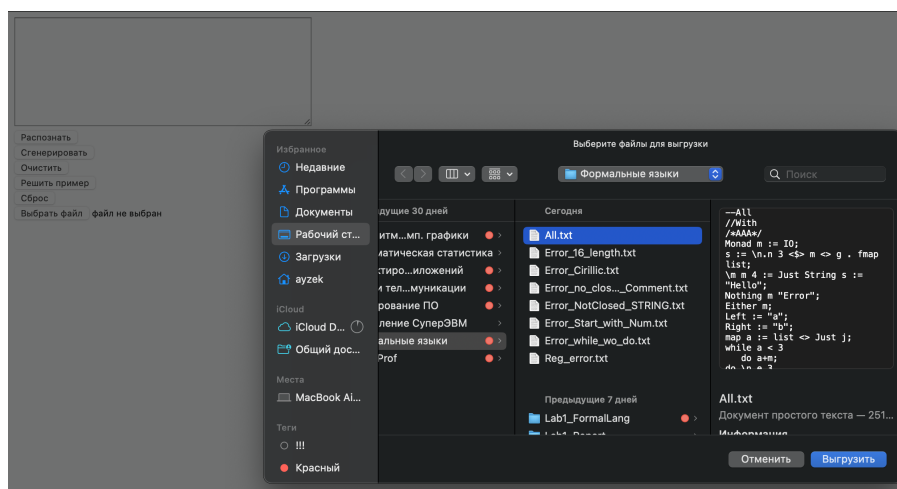 Распознать
Сгенерировать
Очистить
Решить пример
Сброс
Выбрать файл файл не выбран
Выберите файлы для выгрузки
Избранное
Недавние
Программы
Документы
Рабочий ст...
Загрузки
ayzek
iCloud
iCloud D...
Общий дос...
Места
MacBook Ai...
Теги
!!!
Красный
Формальные языки
Поиск
дущие 30 дней
итм...мп. графики
матическая статистика
ктиро...иложений
и тел...муникации
рование ПО
ление СуперЭВМ
альные языки
Prof
Сегодня
All.txt
Error_16_length.txt
Error_Cirillic.txt
Error_no_clos..._Comment.txt
Error_NotClosed_STRING.txt
Error_Start_with_Num.txt
Error_while_wo_do.txt
Reg_error.txt
Предыдущие 7 дней
Lab1_FormalLang
Lab1_Report
--All
//With
/*AAA*/
Monad m := IO;
s := \n.n 3 <$> m <> g . fmap
list;
\m m 4 := Just String s :=
"Hello";
Nothing m "Error";
Either m;
Left := "a";
Right := "b";
map a := list <> Just j;
while a < 3
do a+m;
do \n e 3
All.txt
Документ простого текста — 251...
Информация
Отменить
Выгрузить